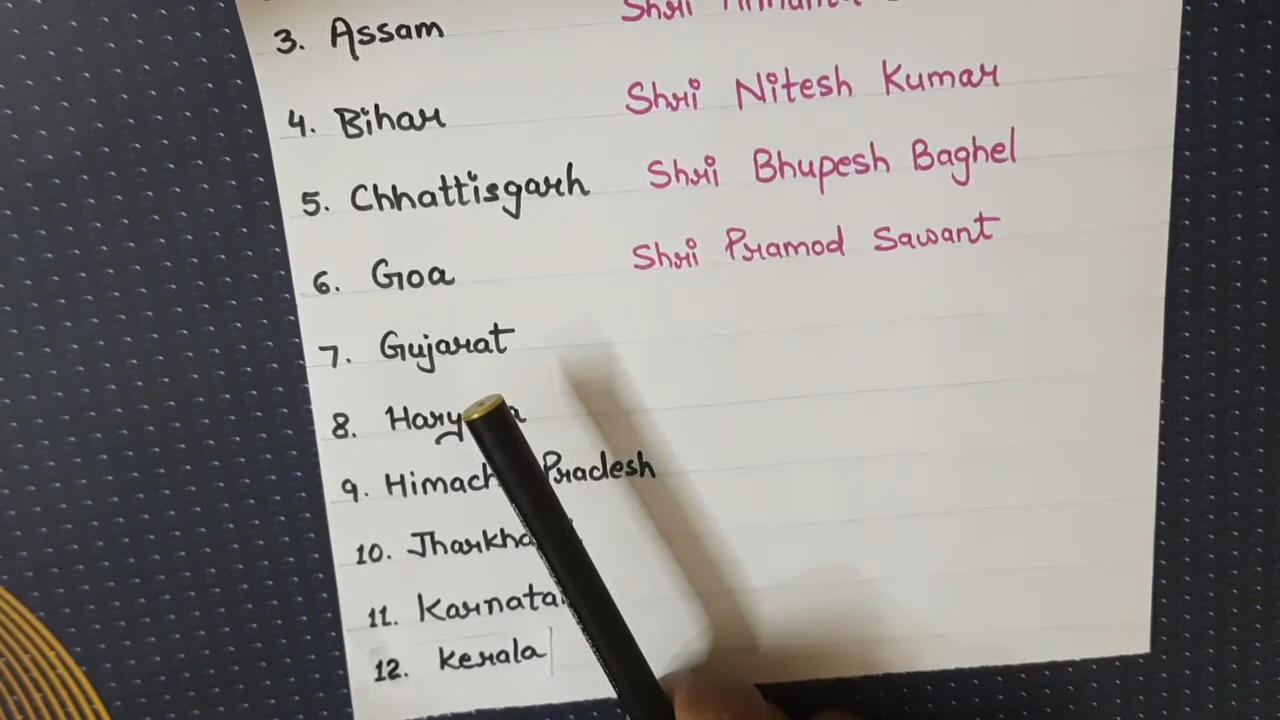 3. Assam Shri
4. Bihar Shri Nitesh Kumar
5. Chhattisgarh Shri Bhupesh Baghel
6. Goa Shri Pramod Sawant
7. Gujarat
8.
9. Pradesh
10.
11.
12. Kerala